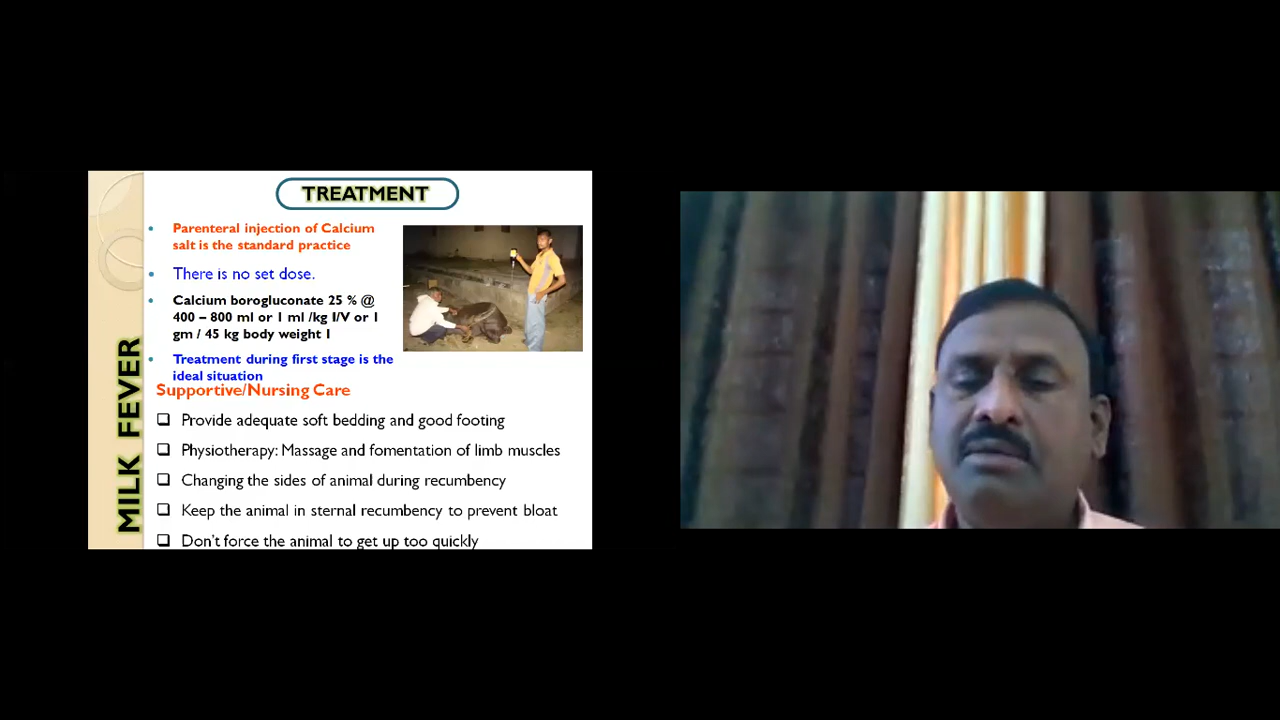 TREATMENT
• Parenteral injection of Calcium
salt is the standard practice
• There is no set dose.
• Calcium borogluconate 25 % @
400 – 800 ml or 1 ml /kg I/V or 1
gm / 45 kg body weight I
• Treatment during first stage is the
ideal situation
Supportive/Nursing Care
❑ Provide adequate soft bedding and good footing
❑ Physiotherapy: Massage and fomentation of limb muscles
❑ Changing the sides of animal during recumbency
❑ Keep the animal in sternal recumbency to prevent bloat
❑ Don't force the animal to get up too quickly
MILK FEVER